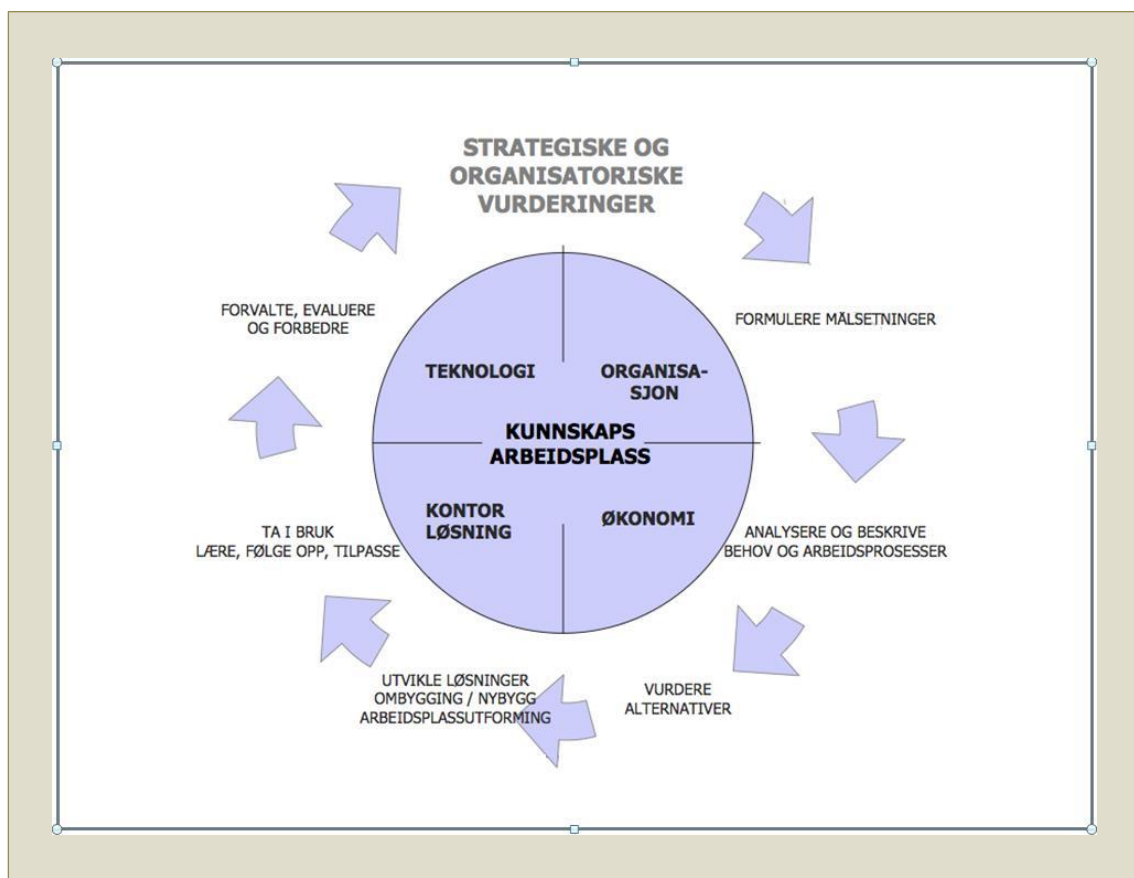 STRATEGISKE OG
ORGANISATORISKE
VURDERINGER
FORMULERE MÅLSETNINGER
ANALYSERE OG BESKRIVE
BEHOV OG ARBEIDSPROSESSER
VURDERE
ALTERNATIVER
UTVIKLE LØSNINGER
OMBYGGING / NYBYGG
ARBEIDSPLASSUTFORMING
TA I BRUK
LÆRE, FØLGE OPP, TILPASSE
FORVALTE, EVALUERE
OG FORBEDRE
TEKNOLOGI
ORGANISA-
SJON
KUNNSKAPS
ARBEIDSPLASS
KONTOR
LØSNING
ØKONOMI